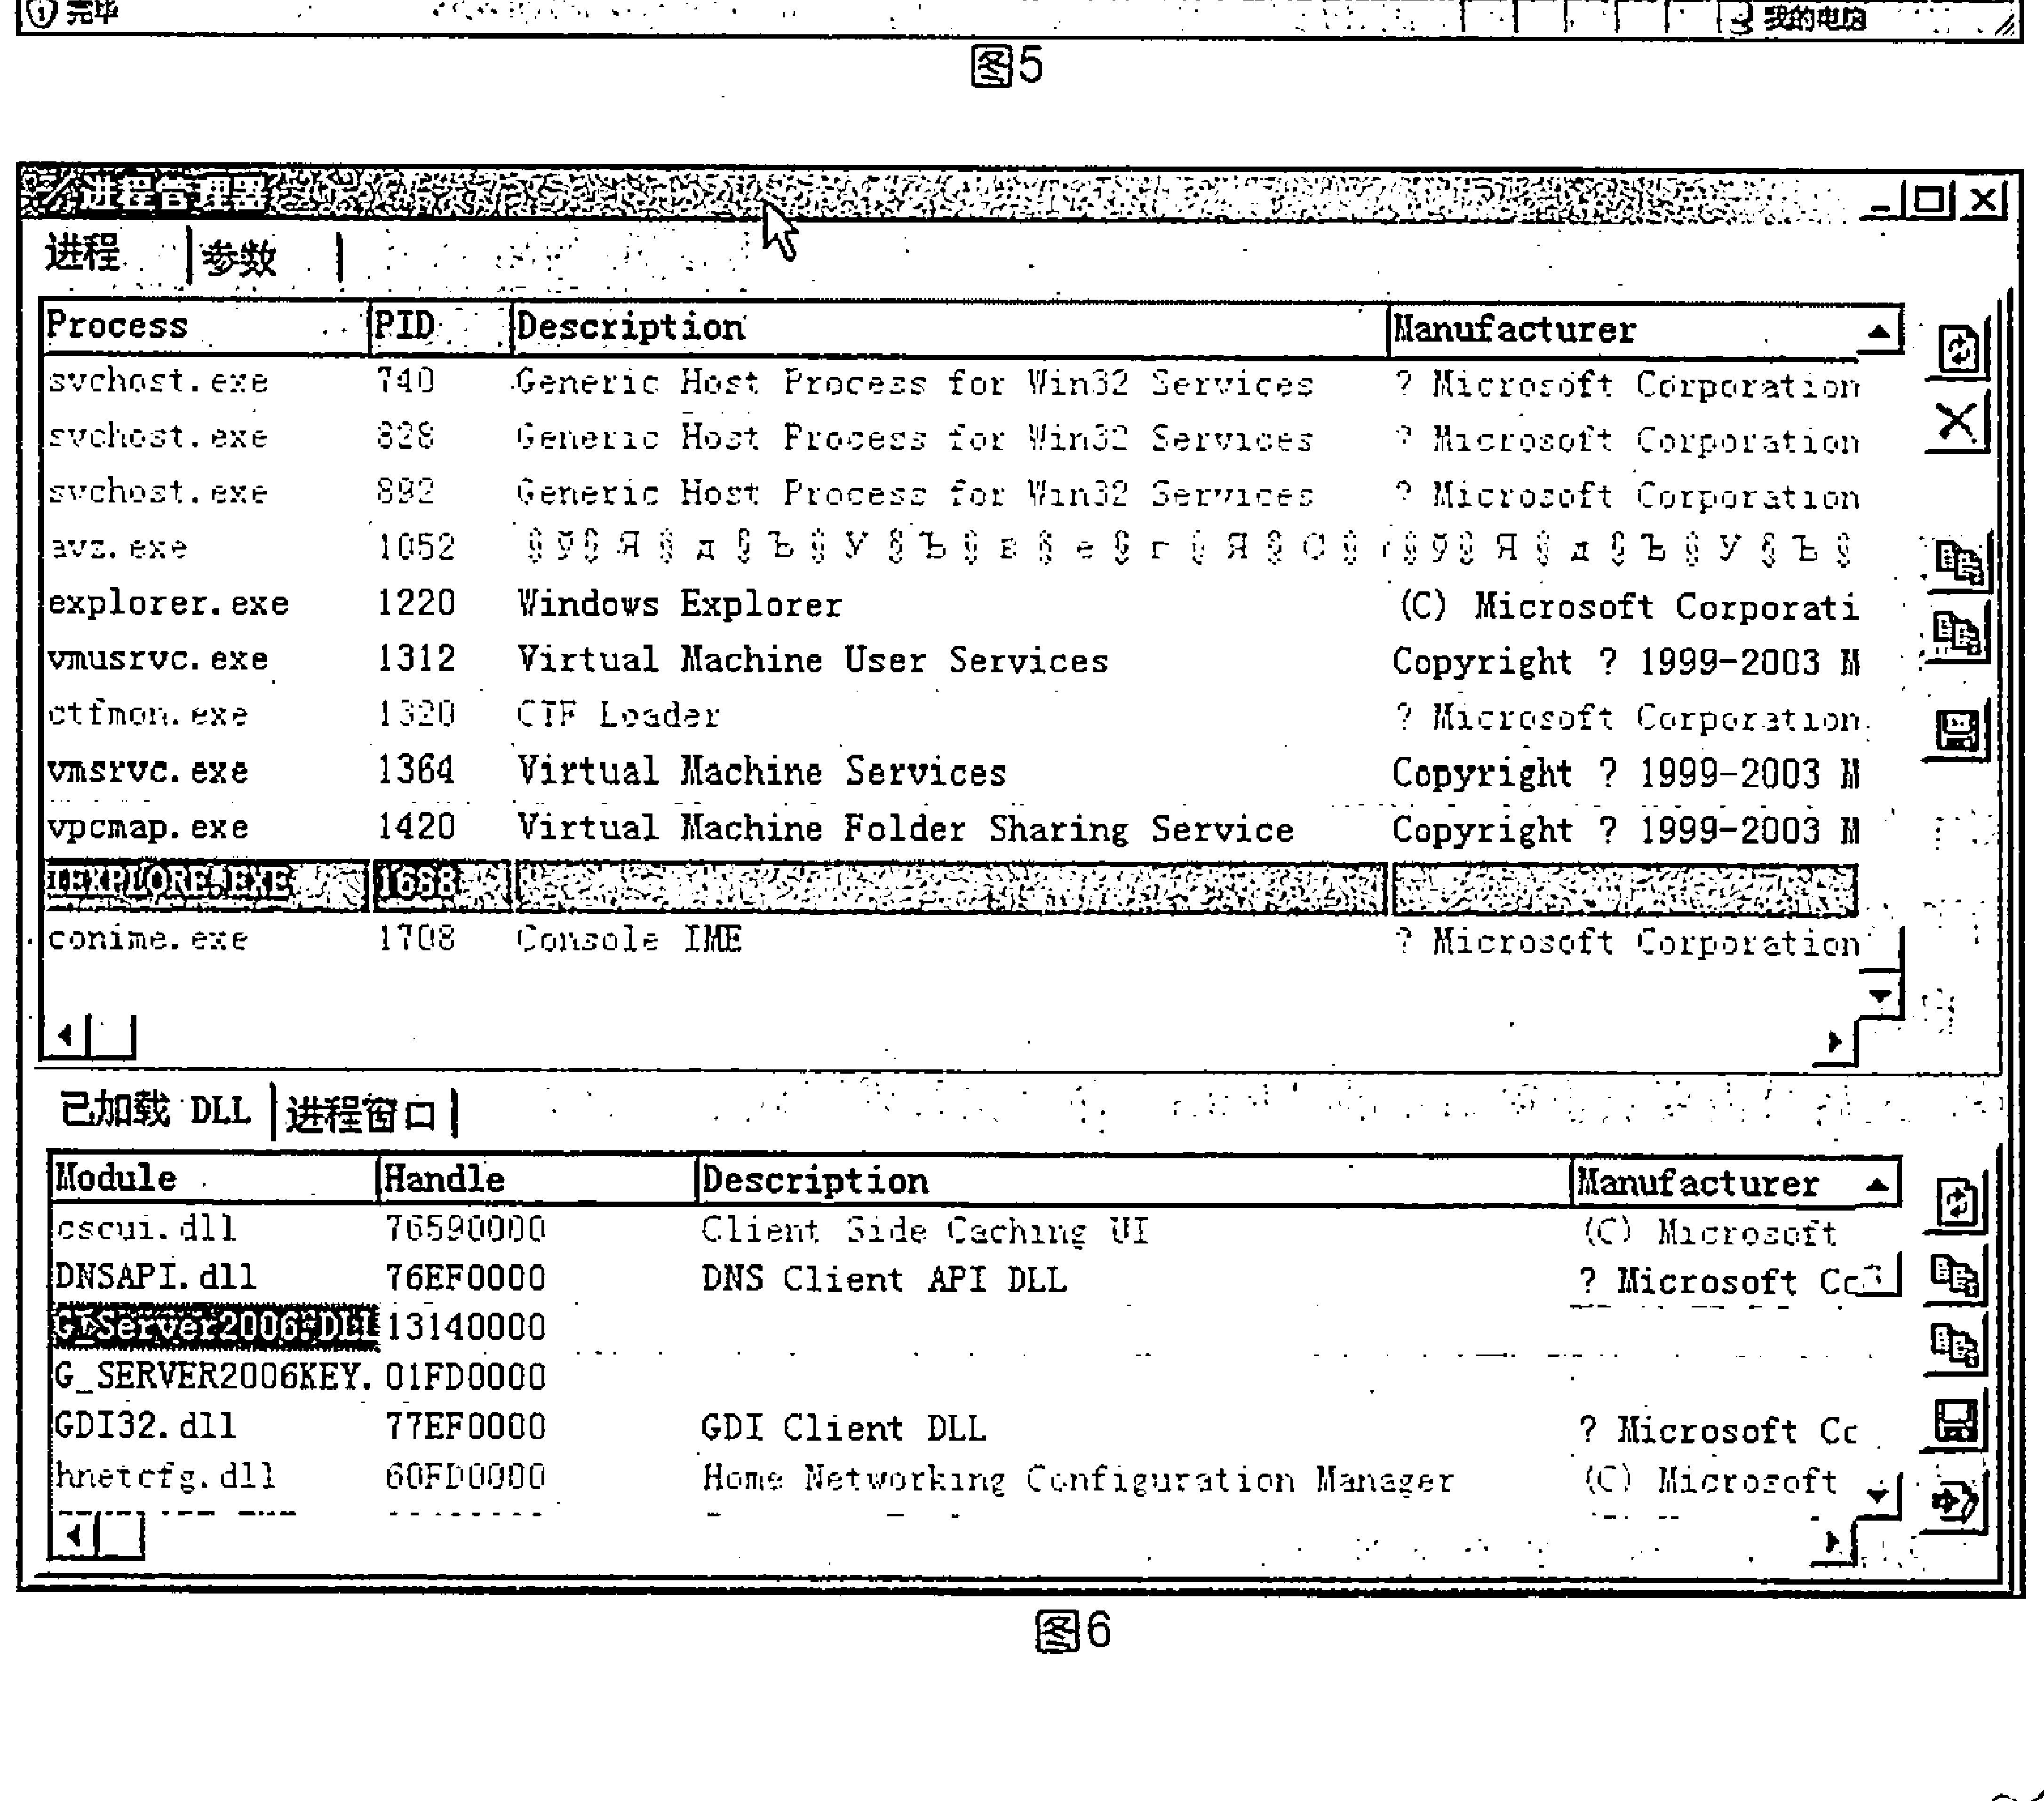 完毕 我的电脑
图5
进程管理器
进程 参数
Process PID Description Manufacturer
svchost.exe 740 Generic Host Process for Win32 Services ? Microsoft Corporation
svchost.exe 828 Generic Host Process for Win32 Services ? Microsoft Corporation
svchost.exe 892 Generic Host Process for Win32 Services ? Microsoft Corporation
avz.exe 1052
explorer.exe 1220 Windows Explorer (C) Microsoft Corporati
vmusrvc.exe 1312 Virtual Machine User Services Copyright ? 1999-2003 M
ctfmon.exe 1320 CTF Loader ? Microsoft Corporation
vmsrvc.exe 1364 Virtual Machine Services Copyright ? 1999-2003 M
vpcmap.exe 1420 Virtual Machine Folder Sharing Service Copyright ? 1999-2003 M
IEXPLORE.EXE 1688
conime.exe 1708 Console IME ? Microsoft Corporation
已加载 DLL 进程窗口
Module Handle Description Manufacturer
cscui.dll 76590000 Client Side Caching UI (C) Microsoft
DNSAPI.dll 76EF0000 DNS Client API DLL ? Microsoft Cc
G_Server2006.DLL 13140000
G_SERVER2006KEY. 01FD0000
GDI32.dll 77EF0000 GDI Client DLL ? Microsoft Cc
hnetcfg.dll 60FD0000 Home Networking Configuration Manager (C) Microsoft
图6